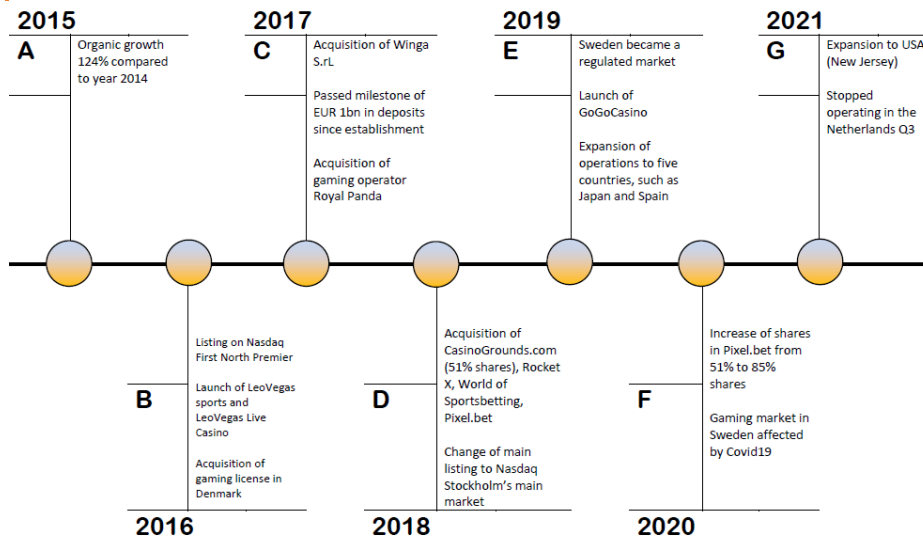 2015
A
Organic growth
124% compared
to year 2014
2017
C
Acquisition of Winga
S.rL
Passed milestone of
EUR 1bn in deposits
since establishment
Acquisition of
gaming operator
Royal Panda
2019
E
Sweden became a
regulated market
Launch of
GoGoCasino
Expansion of
operations to five
countries, such as
Japan and Spain
2021
G
Expansion to USA
(New Jersey)
Stopped
operating in the
Netherlands Q3
B
Listing on Nasdaq
First North Premier
Launch of LeoVegas
sports and
LeoVegas Live
Casino
Acquisition of
gaming license in
Denmark
2016
D
Acquisition of
CasinoGrounds.com
(51% shares), Rocket
X, World of
Sportsbetting,
Pixel.bet
Change of main
listing to Nasdaq
Stockholm's main
market
2018
F
Increase of shares
in Pixel.bet from
51% to 85%
shares
Gaming market in
Sweden affected
by Covid19
2020